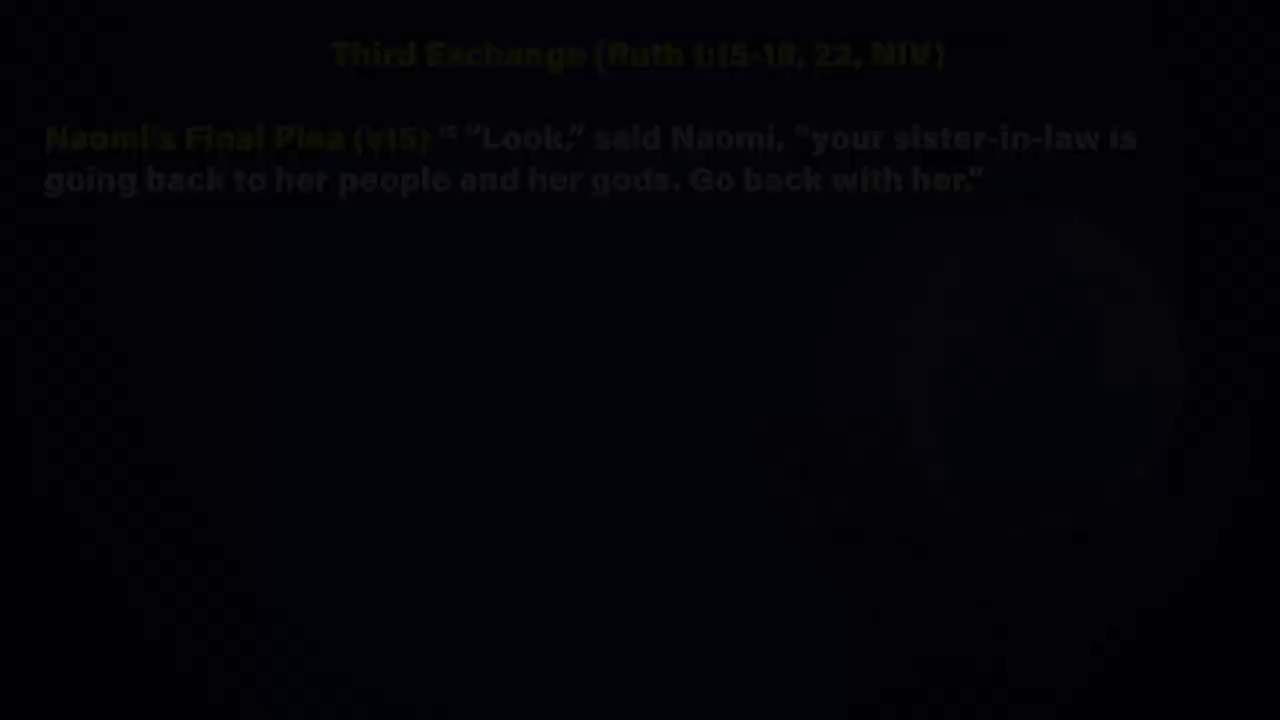 Third Exchange (Ruth 1:15-18, 22, NIV)
Naomi's Final Plea (v15) 15 “Look,” said Naomi, “your sister-in-law is
going back to her people and her gods. Go back with her.”